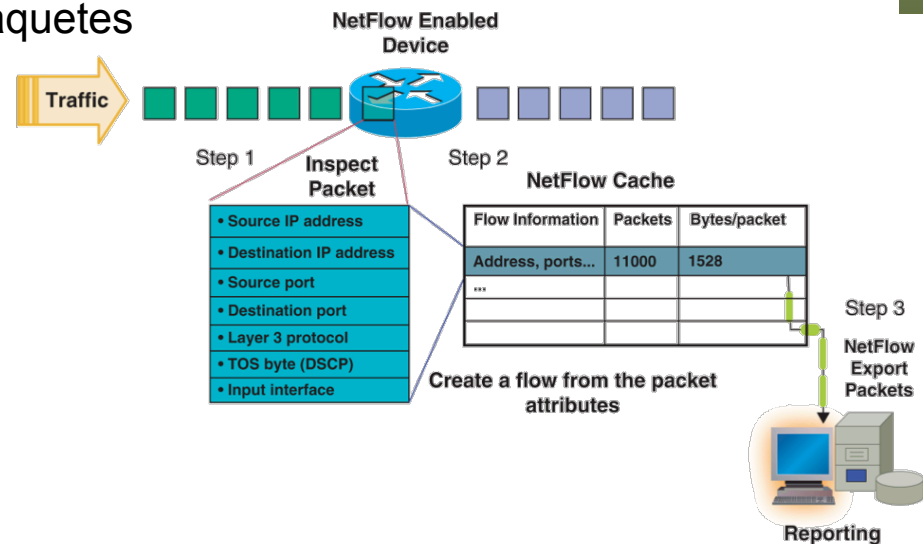 aquetes
NetFlow Enabled
Device
Traffic
Step 1
Inspect
Packet
Step 2
NetFlow Cache
• Source IP address
• Destination IP address
• Source port
• Destination port
• Layer 3 protocol
• TOS byte (DSCP)
• Input interface
Flow Information Packets Bytes/packet
Address, ports... 11000 1528
...
Create a flow from the packet
attributes
Step 3
NetFlow
Export
Packets
Reporting